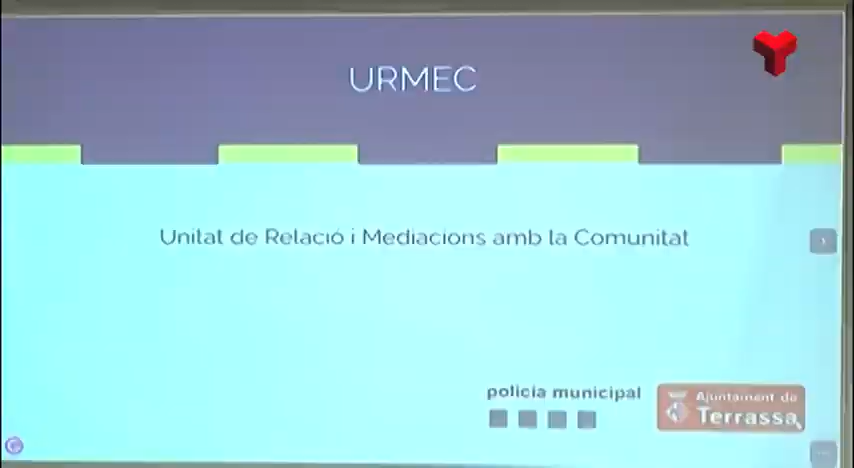 URMEC
Unitat de Relació i Mediacions amb la Comunitat
policia municipal
Ajuntament de
Terrassa